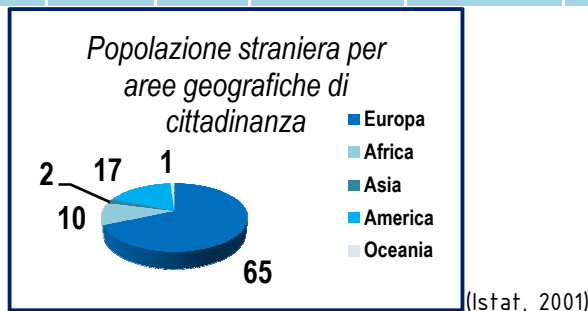 Popolazione straniera per
aree geografiche di
cittadinanza
Europa
Africa
Asia
America
Oceania
1
17
2
10
65
(Istat, 2001)